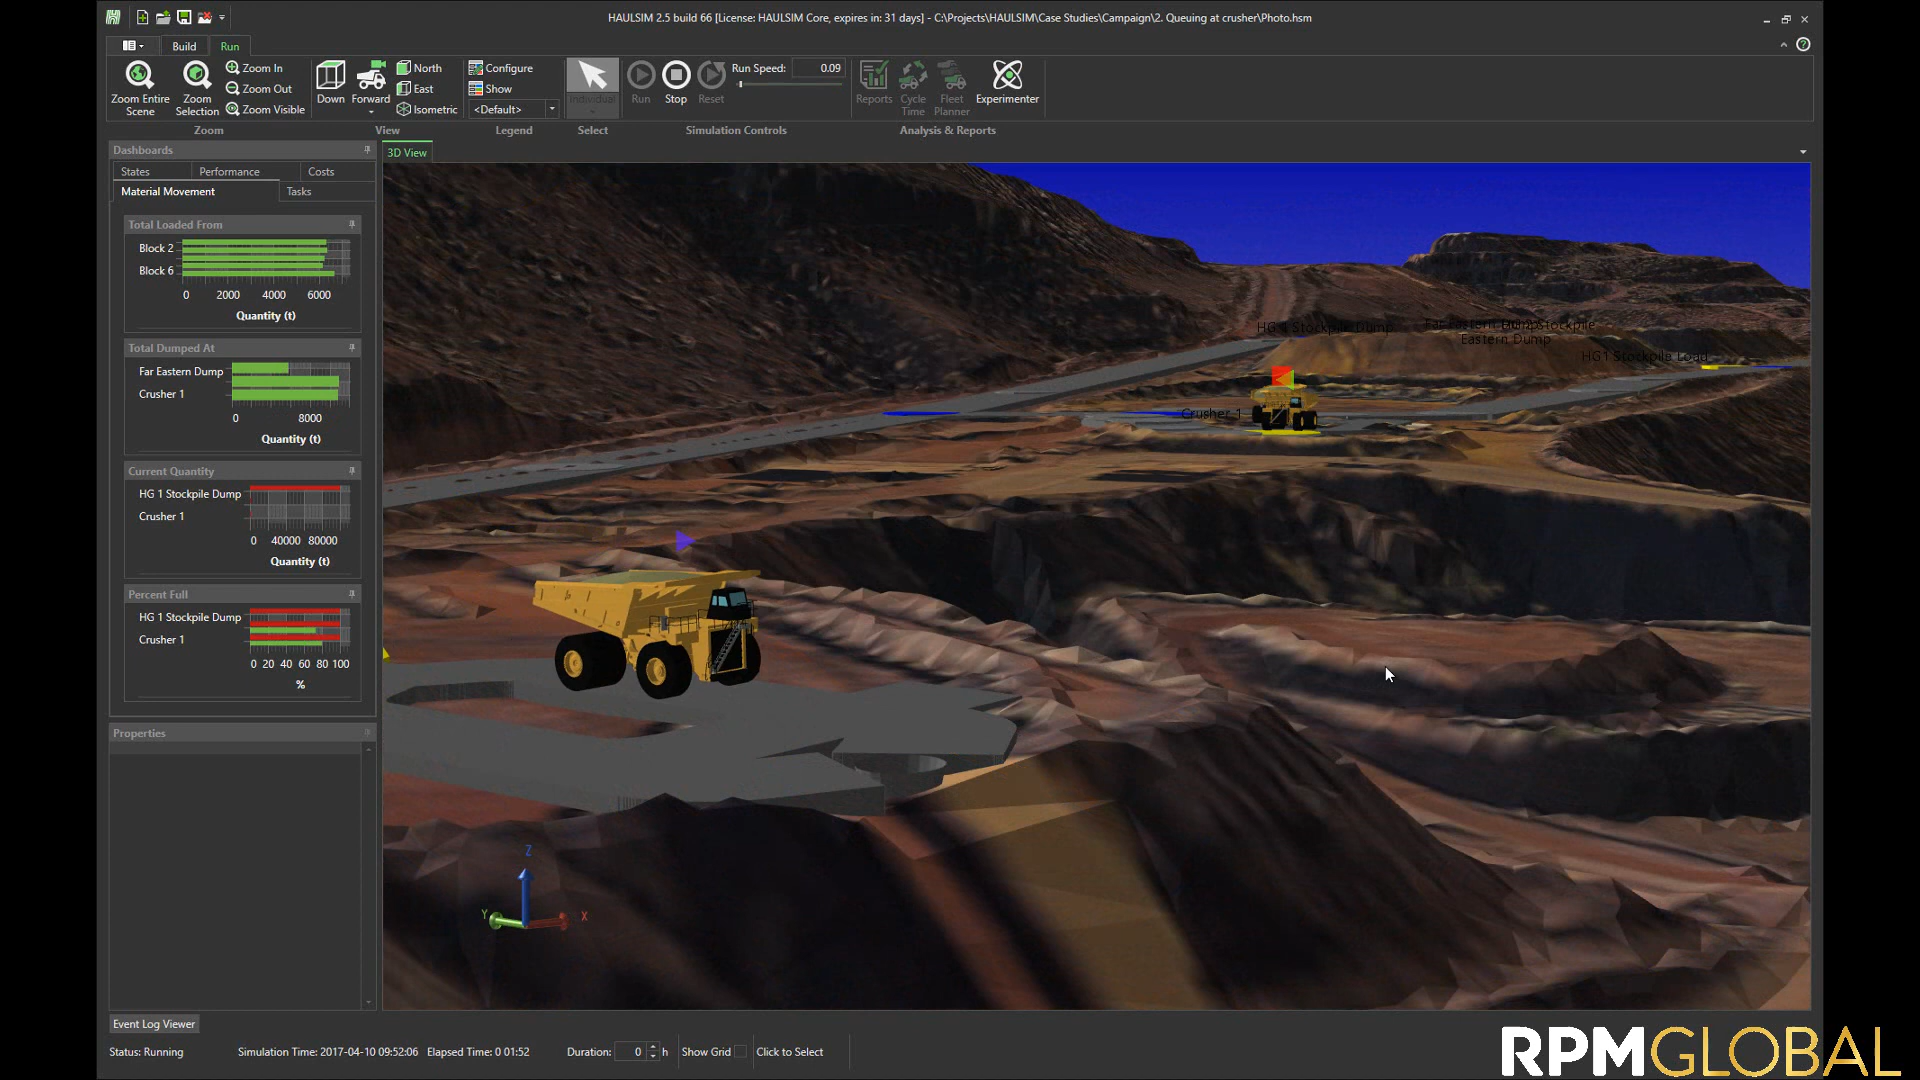 HAULSIM 2.5 build 66 [License: HAULSIM Core, expires in: 31 days] - C:\Projects\HAULSIM\Case Studies\Campaign\2. Queuing at crusher\Photo.hsm
Build
Run
Zoom Entire Scene
Zoom Selection
Zoom In
Zoom Out
Zoom Visible
Zoom
Down
Forward
North
East
Isometric
View
Configure
Show
<Default>
Legend
Individual
Select
Run
Stop
Reset
Run Speed: 0.09
Simulation Controls
Reports
Cycle Time
Fleet Planner
Experimenter
Analysis & Reports
Dashboards
States
Performance
Costs
Material Movement
Tasks
Total Loaded From
Block 2
Block 6
0 2000 4000 6000
Quantity (t)
Total Dumped At
Far Eastern Dump
Crusher 1
0 8000
Quantity (t)
Current Quantity
HG 1 Stockpile Dump
Crusher 1
0 40000 80000
Quantity (t)
Percent Full
HG 1 Stockpile Dump
Crusher 1
0 20 40 60 80 100
%
Properties
3D View
HG 1 Stockpile Dump
Eastern Dump
HG1 Stockpile Load
Crusher 1
Z
Y
X
Event Log Viewer
Status: Running
Simulation Time: 2017-04-10 09:52:06
Elapsed Time: 0 01:52
Duration: 0 h
Show Grid
Click to Select
RPMGLOBAL